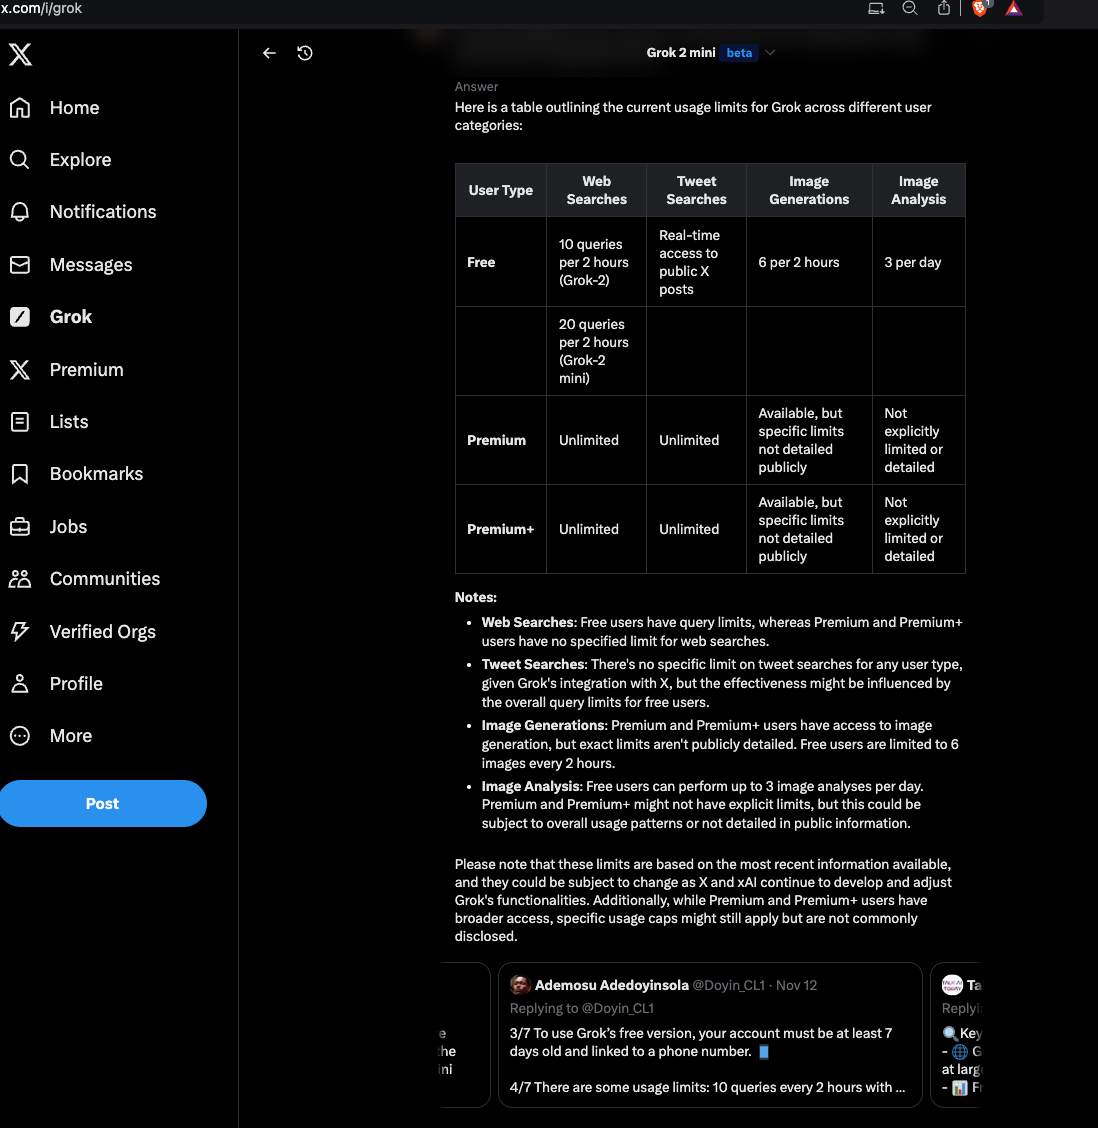 x.com/i/grok
1
Home
Explore
Notifications
Messages
Grok
Premium
Lists
Bookmarks
Jobs
Communities
Verified Orgs
Profile
More
Post
Grok 2 mini beta
Answer
Here is a table outlining the current usage limits for Grok across different user
categories:
User Type
Web
Searches
Tweet
Searches
Image
Generations
Image
Analysis
Free
10 queries
per 2 hours
(Grok-2)
Real-time
access to
public X
posts
6 per 2 hours
3 per day
20 queries
per 2 hours
(Grok-2
mini)
Premium
Unlimited
Unlimited
Available, but
specific limits
not detailed
publicly
Not
explicitly
limited or
detailed
Premium+
Unlimited
Unlimited
Available, but
specific limits
not detailed
publicly
Not
explicitly
limited or
detailed
Notes:
• Web Searches: Free users have query limits, whereas Premium and Premium+
users have no specified limit for web searches.
• Tweet Searches: There's no specific limit on tweet searches for any user type,
given Grok's integration with X, but the effectiveness might be influenced by
the overall query limits for free users.
• Image Generations: Premium and Premium+ users have access to image
generation, but exact limits aren't publicly detailed. Free users are limited to 6
images every 2 hours.
• Image Analysis: Free users can perform up to 3 image analyses per day.
Premium and Premium+ might not have explicit limits, but this could be
subject to overall usage patterns or not detailed in public information.
Please note that these limits are based on the most recent information available,
and they could be subject to change as X and xAI continue to develop and adjust
Grok's functionalities. Additionally, while Premium and Premium+ users have
broader access, specific usage caps might still apply but are not commonly
disclosed.
e
he
ini
Ademosu Adedoyinsola @Doyin_CL1 · Nov 12
Replying to @Doyin_CL1
3/7 To use Grok’s free version, your account must be at least 7
days old and linked to a phone number.
4/7 There are some usage limits: 10 queries every 2 hours with ...
Ta
Replyi
Key
- G
at larg
- Fr